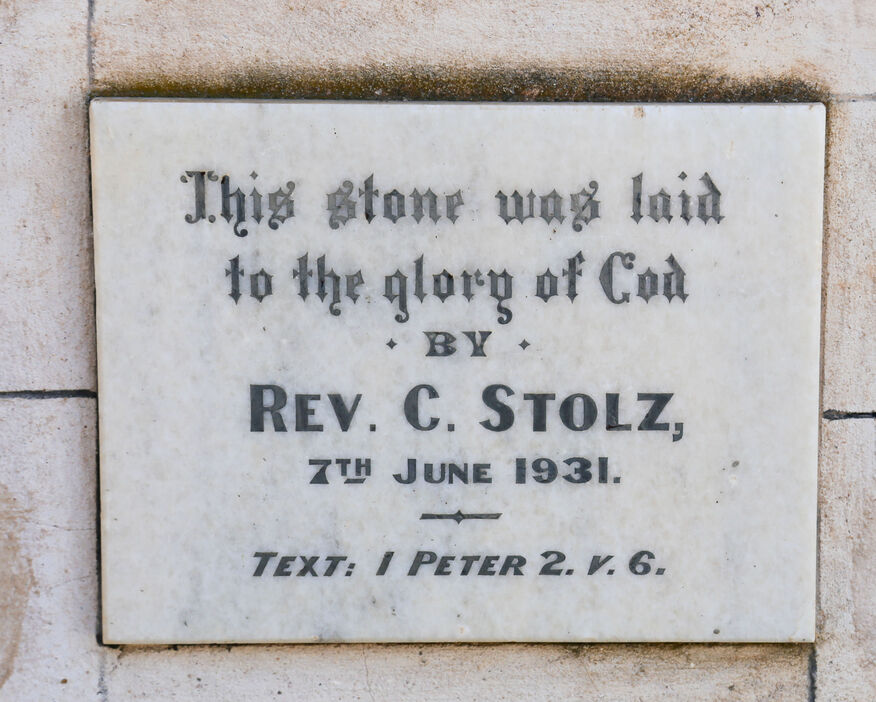 This stone was laid
to the glory of God
· BY ·
REV. C. STOLZ,
7TH JUNE 1931.
TEXT: 1 PETER 2. V. 6.